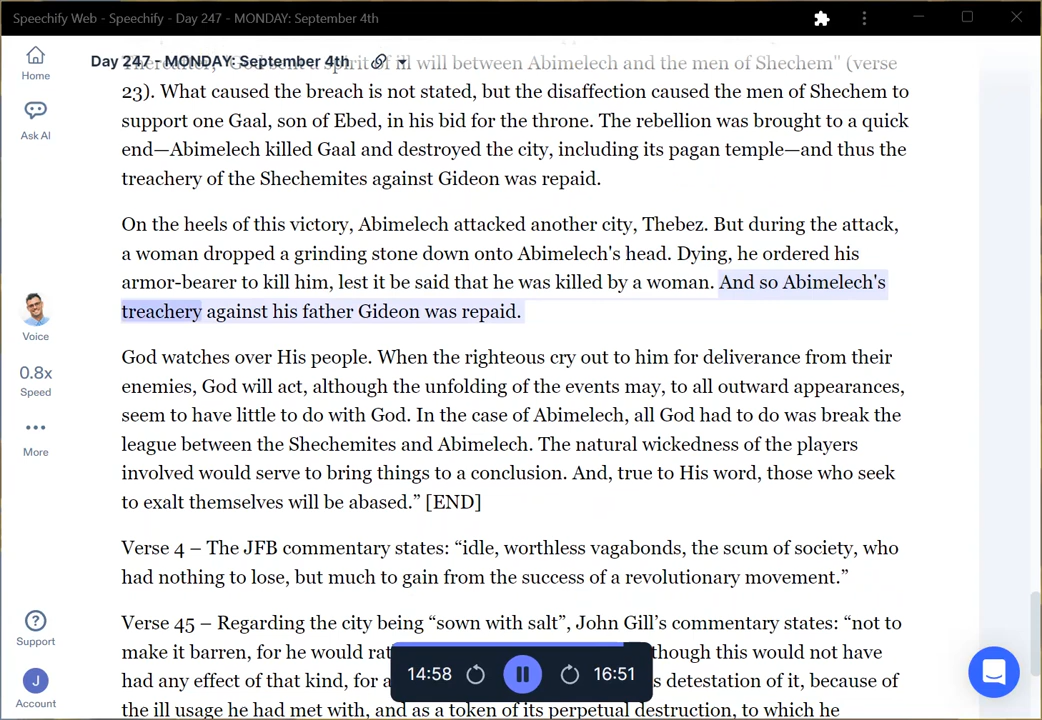 Speechify Web - Speechify - Day 247 - MONDAY: September 4th
Home
Ask AI
Voice
0.8x
Speed
More
Support
J
Account
Day 247 - MONDAY: September 4th
Thereafter, "God sent a spirit of ill will between Abimelech and the men of Shechem" (verse
23). What caused the breach is not stated, but the disaffection caused the men of Shechem to
support one Gaal, son of Ebed, in his bid for the throne. The rebellion was brought to a quick
end—Abimelech killed Gaal and destroyed the city, including its pagan temple—and thus the
treachery of the Shechemites against Gideon was repaid.
On the heels of this victory, Abimelech attacked another city, Thebez. But during the attack,
a woman dropped a grinding stone down onto Abimelech's head. Dying, he ordered his
armor-bearer to kill him, lest it be said that he was killed by a woman. And so Abimelech's
treachery against his father Gideon was repaid.
God watches over His people. When the righteous cry out to him for deliverance from their
enemies, God will act, although the unfolding of the events may, to all outward appearances,
seem to have little to do with God. In the case of Abimelech, all God had to do was break the
league between the Shechemites and Abimelech. The natural wickedness of the players
involved would serve to bring things to a conclusion. And, true to His word, those who seek
to exalt themselves will be abased.” [END]
Verse 4 – The JFB commentary states: “idle, worthless vagabonds, the scum of society, who
had nothing to lose, but much to gain from the success of a revolutionary movement.”
Verse 45 – Regarding the city being “sown with salt”, John Gill’s commentary states: “not to
make it barren, for he would rat though this would not have
had any effect of that kind, for a s detestation of it, because of
the ill usage he had met with, and as a token of its perpetual destruction, to which he
14:58
16:51